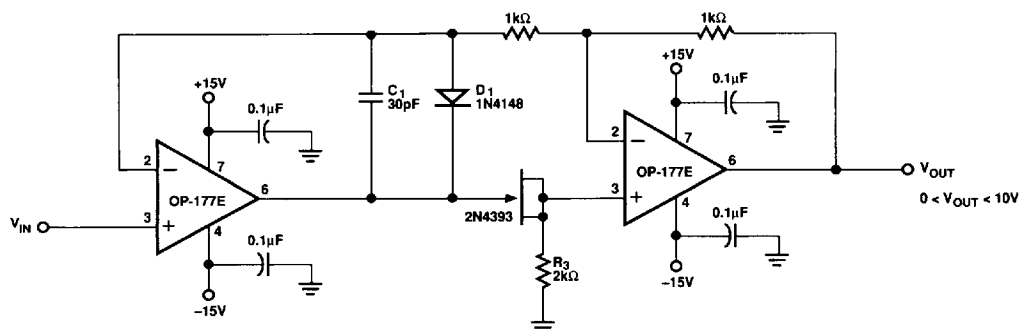 1kΩ
1kΩ
+15V
0.1μF
C1
30pF
D1
1N4148
+15V
0.1μF
2
7
−
OP-177E
6
VIN
3
+
4
0.1μF
−15V
2N4393
R3
2kΩ
2
7
−
OP-177E
6
3
+
4
0.1μF
−15V
VOUT
0 < VOUT < 10V